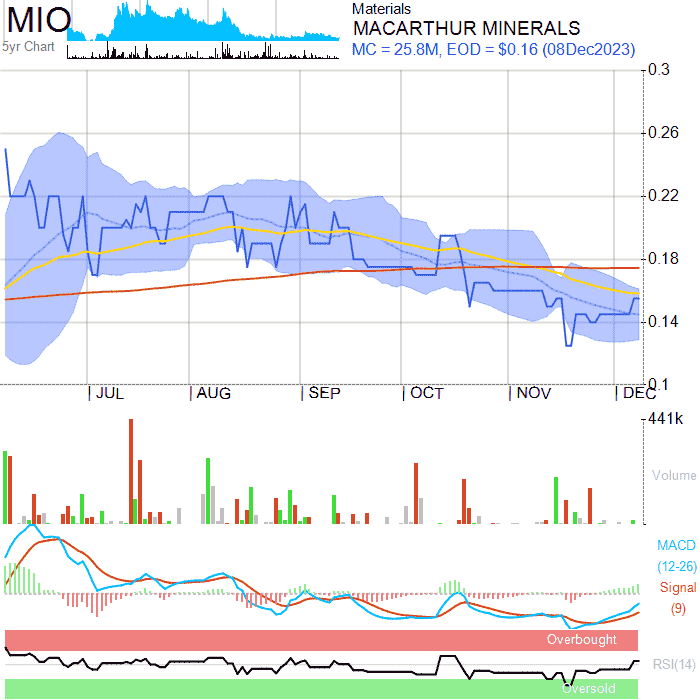 MIO
5yr Chart
Materials
MACARTHUR MINERALS
MC = 25.8M, EOD = $0.16 (08Dec2023)
0.3
0.26
0.22
0.18
0.14
0.1
JUL AUG SEP OCT NOV DEC
441k
Volume
MACD
(12-26)
Signal
(9)
Overbought
RSI(14)
Oversold